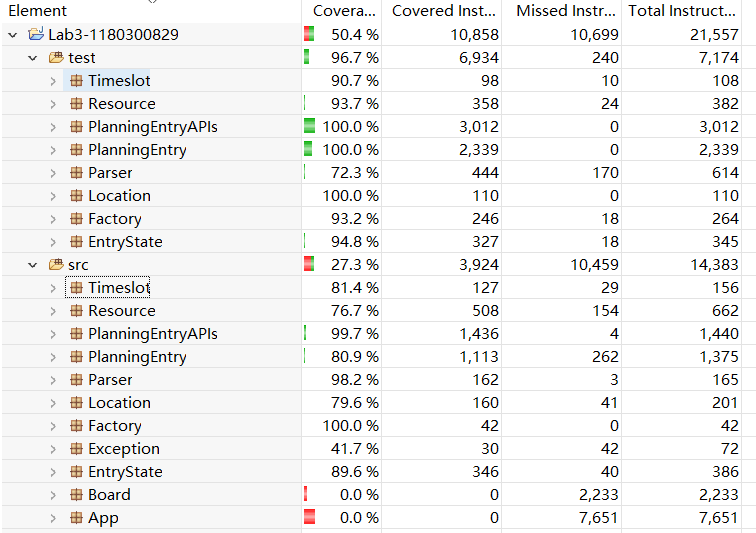 Element Covera... Covered Inst... Missed Instr... Total Instruct...
Lab3-1180300829 50.4 % 10,858 10,699 21,557
test 96.7 % 6,934 240 7,174
Timeslot 90.7 % 98 10 108
Resource 93.7 % 358 24 382
PlanningEntryAPIs 100.0 % 3,012 0 3,012
PlanningEntry 100.0 % 2,339 0 2,339
Parser 72.3 % 444 170 614
Location 100.0 % 110 0 110
Factory 93.2 % 246 18 264
EntryState 94.8 % 327 18 345
src 27.3 % 3,924 10,459 14,383
Timeslot 81.4 % 127 29 156
Resource 76.7 % 508 154 662
PlanningEntryAPIs 99.7 % 1,436 4 1,440
PlanningEntry 80.9 % 1,113 262 1,375
Parser 98.2 % 162 3 165
Location 79.6 % 160 41 201
Factory 100.0 % 42 0 42
Exception 41.7 % 30 42 72
EntryState 89.6 % 346 40 386
Board 0.0 % 0 2,233 2,233
App 0.0 % 0 7,651 7,651